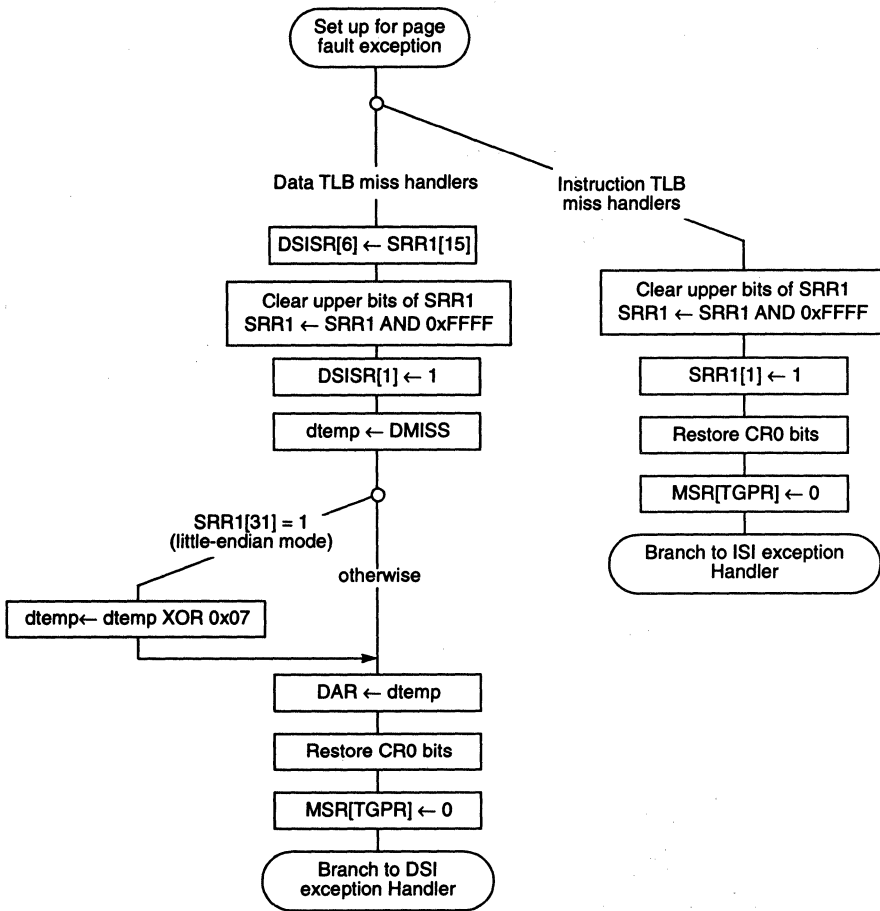 Set up for page
fault exception
Data TLB miss handlers
Instruction TLB
miss handlers
DSISR[6] ← SRR1[15]
Clear upper bits of SRR1
SRR1 ← SRR1 AND 0xFFFF
DSISR[1] ← 1
dtemp ← DMISS
Clear upper bits of SRR1
SRR1 ← SRR1 AND 0xFFFF
SRR1[1] ← 1
Restore CR0 bits
MSR[TGPR] ← 0
Branch to ISI exception
Handler
SRR1[31] = 1
(little-endian mode)
otherwise
dtemp← dtemp XOR 0x07
DAR ← dtemp
Restore CR0 bits
MSR[TGPR] ← 0
Branch to DSI
exception Handler